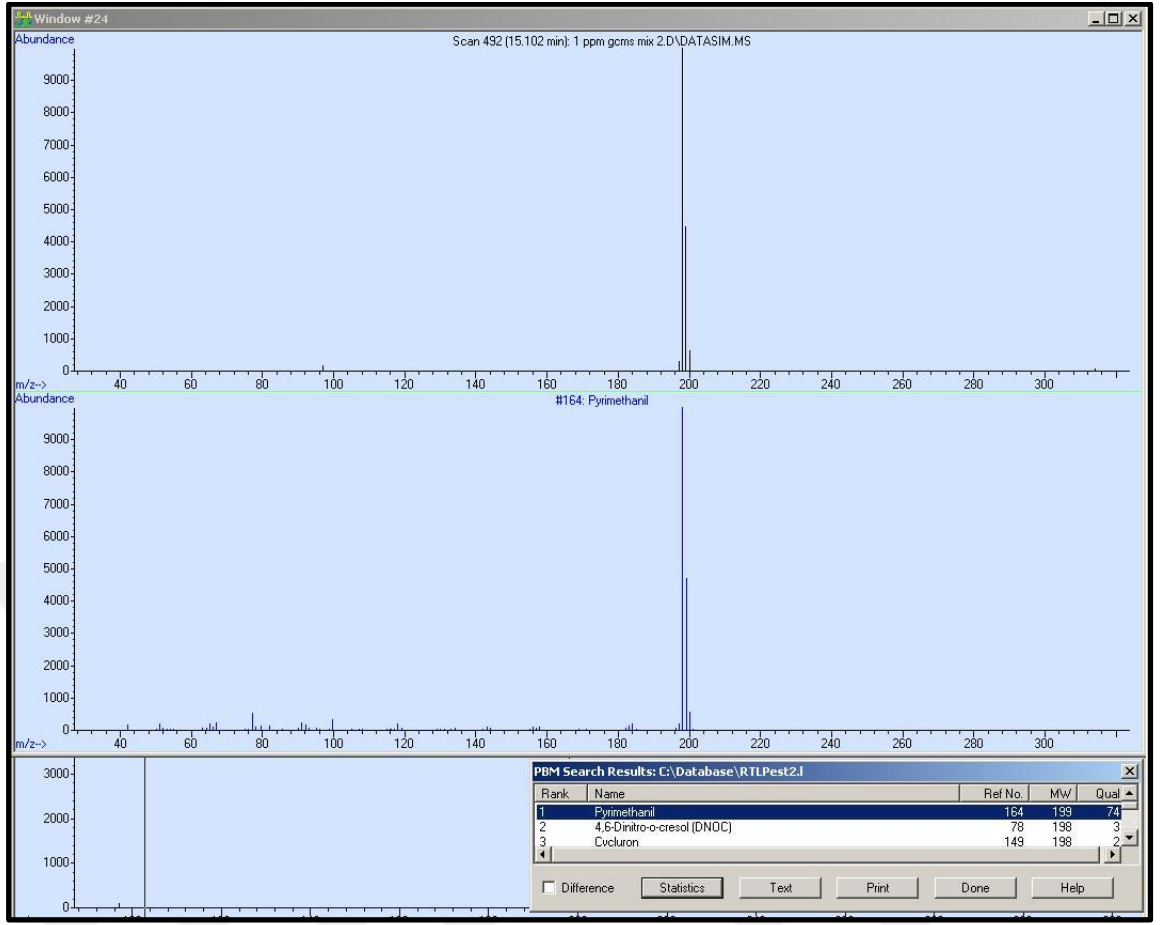 Window #24
Abundance
Scan 492 (15.102 min): 1 ppm gcms mix 2.D\DATASIM.MS
9000
8000
7000
6000
5000
4000
3000
2000
1000
0
m/z--> 40 60 80 100 120 140 160 180 200 220 240 260 280 300
Abundance
#164: Pyrimethanil
9000
8000
7000
6000
5000
4000
3000
2000
1000
0
m/z--> 40 60 80 100 120 140 160 180 200 220 240 260 280 300
3000
2000
1000
0
PBM Search Results: C:\Database\RTLPest2.l
Rank Name Ref No. MW Qual
1 Pyrimethanil 164 199 74
2 4,6-Dinitro-o-cresol (DNOC) 78 198 3
3 Cycluron 149 198 2
Difference Statistics Text Print Done Help